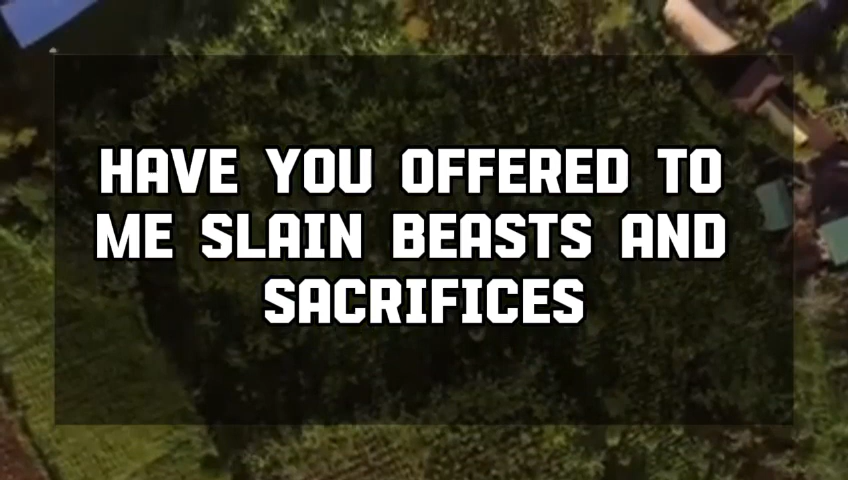 HAVE YOU OFFERED TO
ME SLAIN BEASTS AND
SACRIFICES